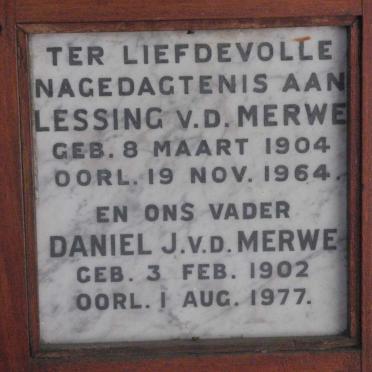 TER LIEFDEVOLLE
NAGEDAGTENIS AAN
LESSING V.D. MERWE
GEB. 8 MAART 1904
OORL. 19 NOV. 1964.
EN ONS VADER
DANIEL J. V.D. MERWE
GEB. 3 FEB. 1902
OORL. 1 AUG. 1977.